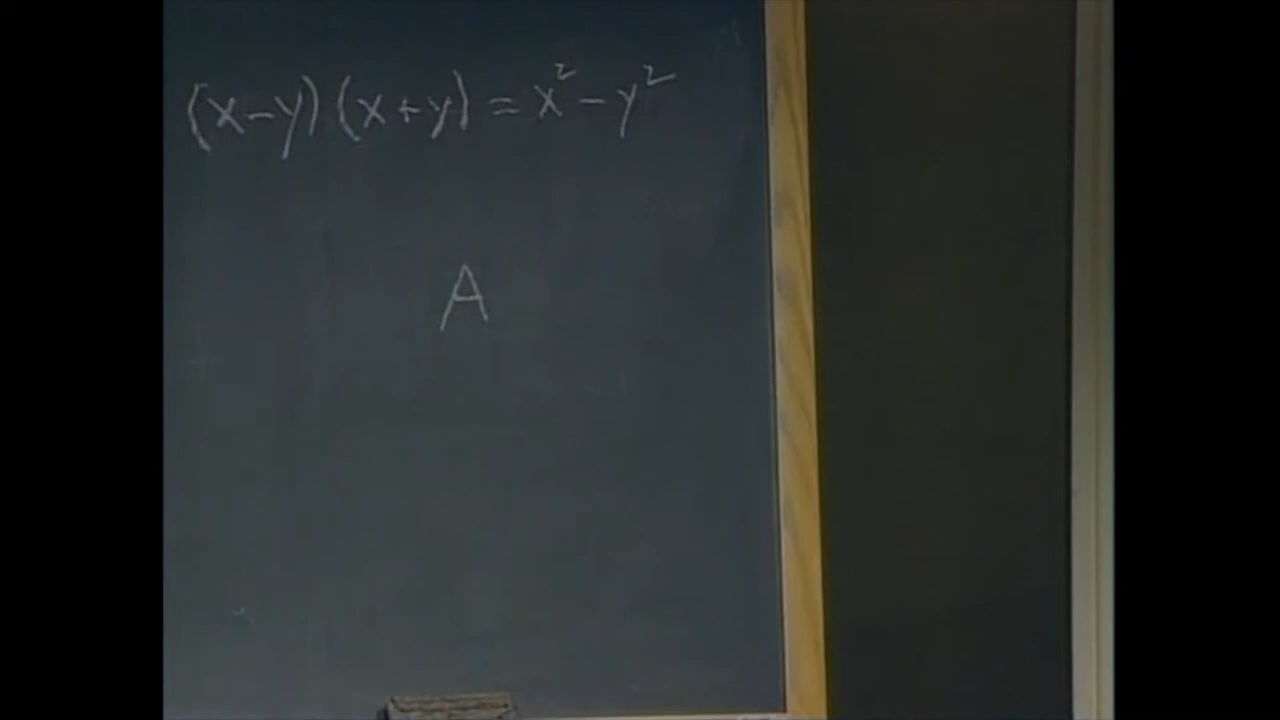 (x-y)(x+y) = x² - y²
A